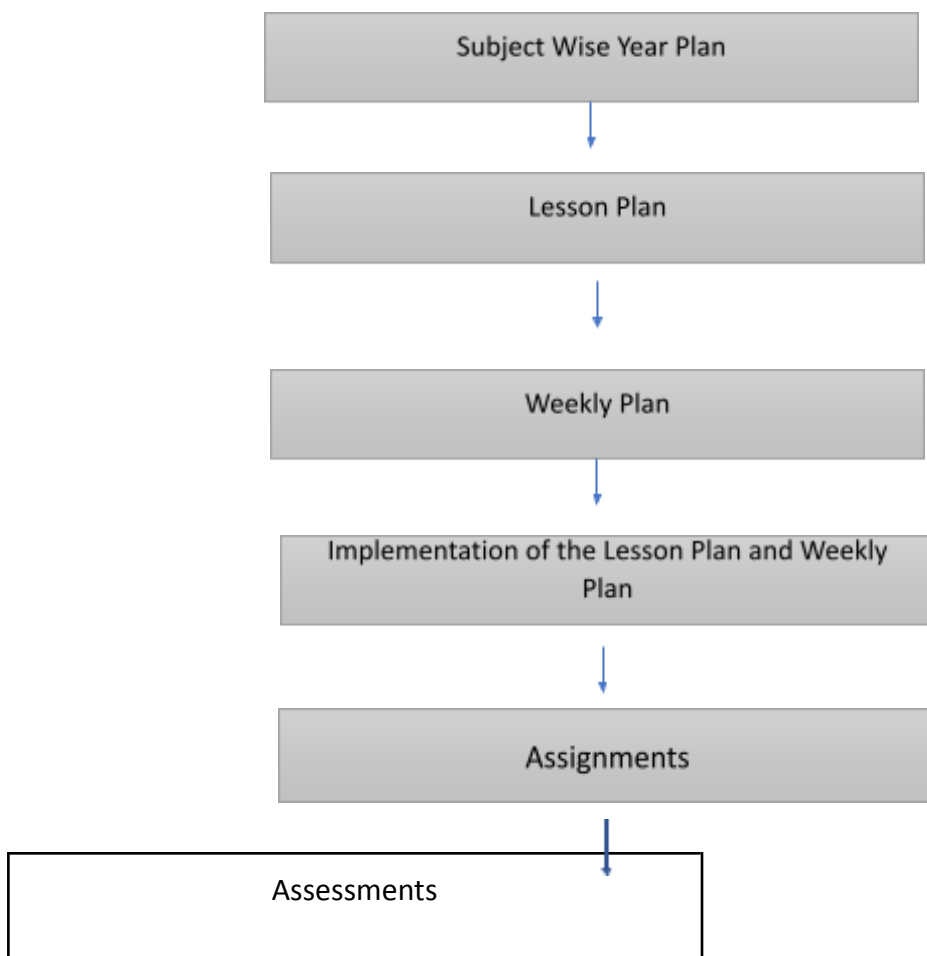 Subject Wise Year Plan
Lesson Plan
Weekly Plan
Implementation of the Lesson Plan and Weekly
Plan
Assignments
Assessments